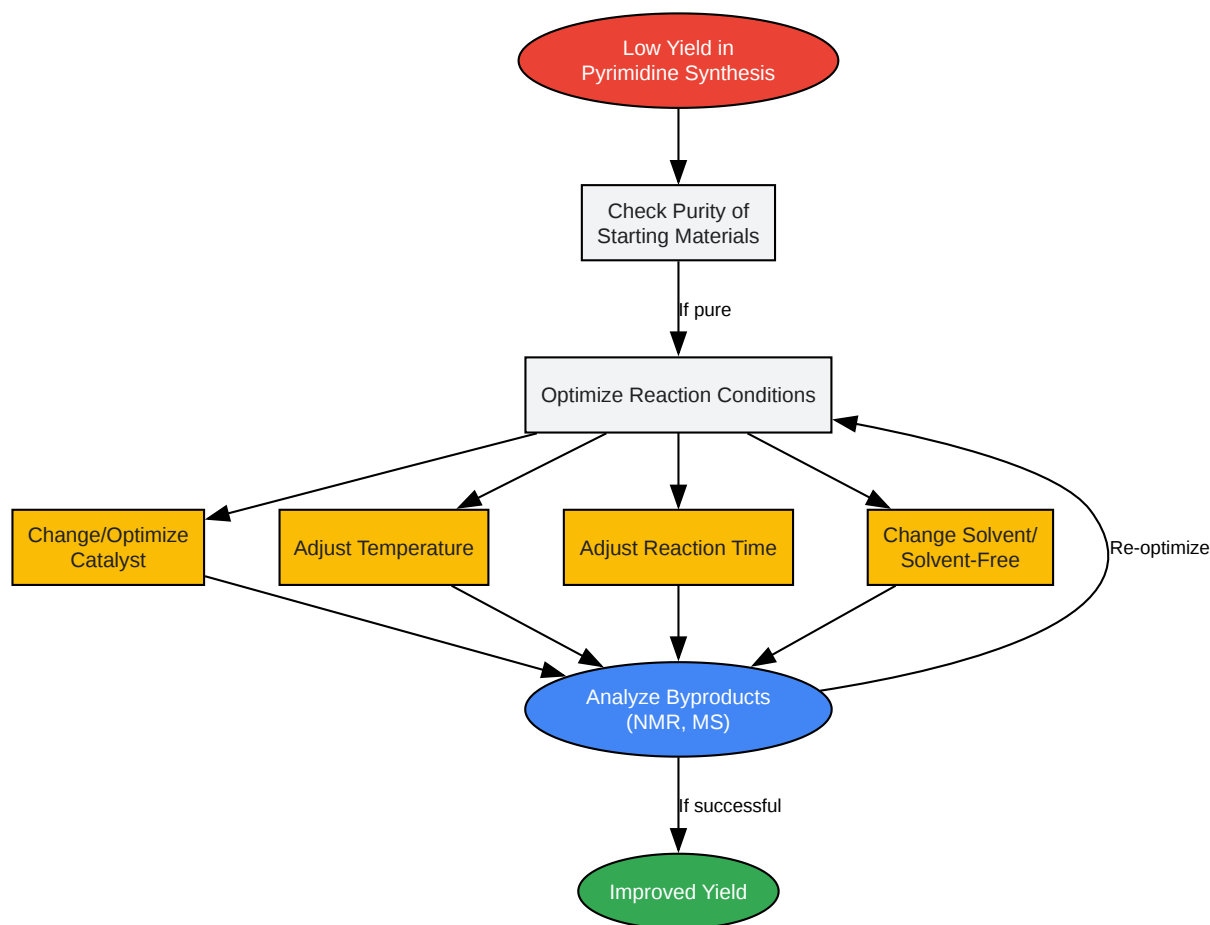 Low Yield in
Pyrimidine Synthesis
Check Purity of
Starting Materials
If pure
Optimize Reaction Conditions
Change/Optimize
Catalyst
Adjust Temperature
Adjust Reaction Time
Change Solvent/
Solvent-Free
Re-optimize
Analyze Byproducts
(NMR, MS)
If successful
Improved Yield